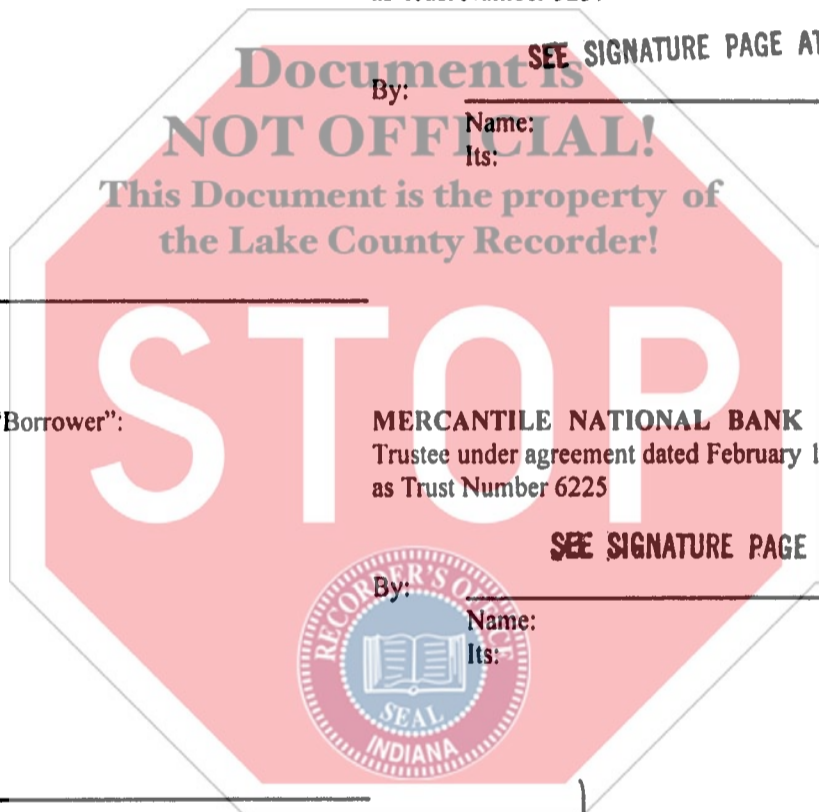 SEE SIGNATURE PAGE AT
Document is
By:
NOT OFFICIAL!
Name:
Its:
This Document is the property of
the Lake County Recorder!
STOP
"Borrower":
MERCANTILE NATIONAL BANK
Trustee under agreement dated February 1
as Trust Number 6225
SEE SIGNATURE PAGE
By:
Name:
Its:
RECORDER'S OFFICE
SEAL
INDIANA